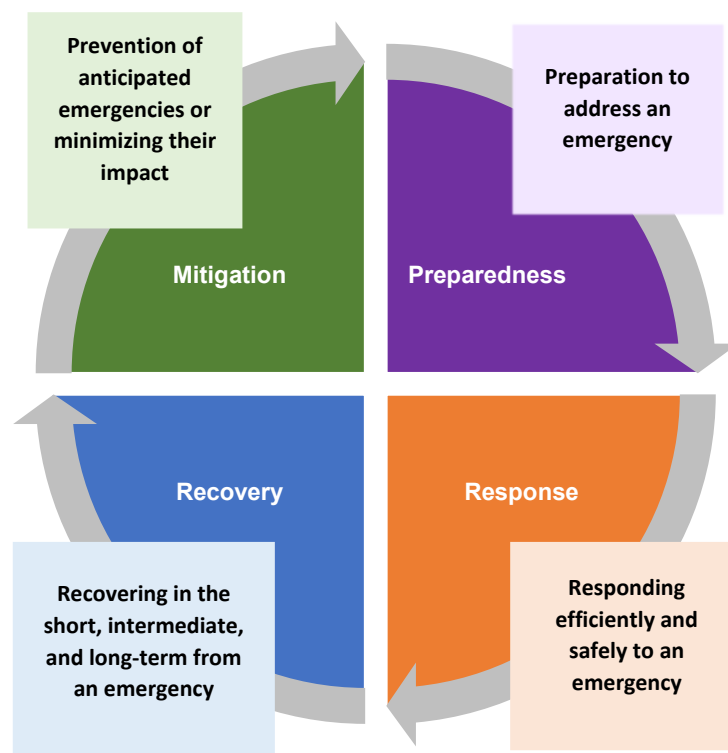 Prevention of
anticipated
emergencies or
minimizing their
impact
Preparation to
address an
emergency
Mitigation
Preparedness
Recovery
Response
Recovering in the
short, intermediate,
and long-term from
an emergency
Responding
efficiently and
safely to an
emergency